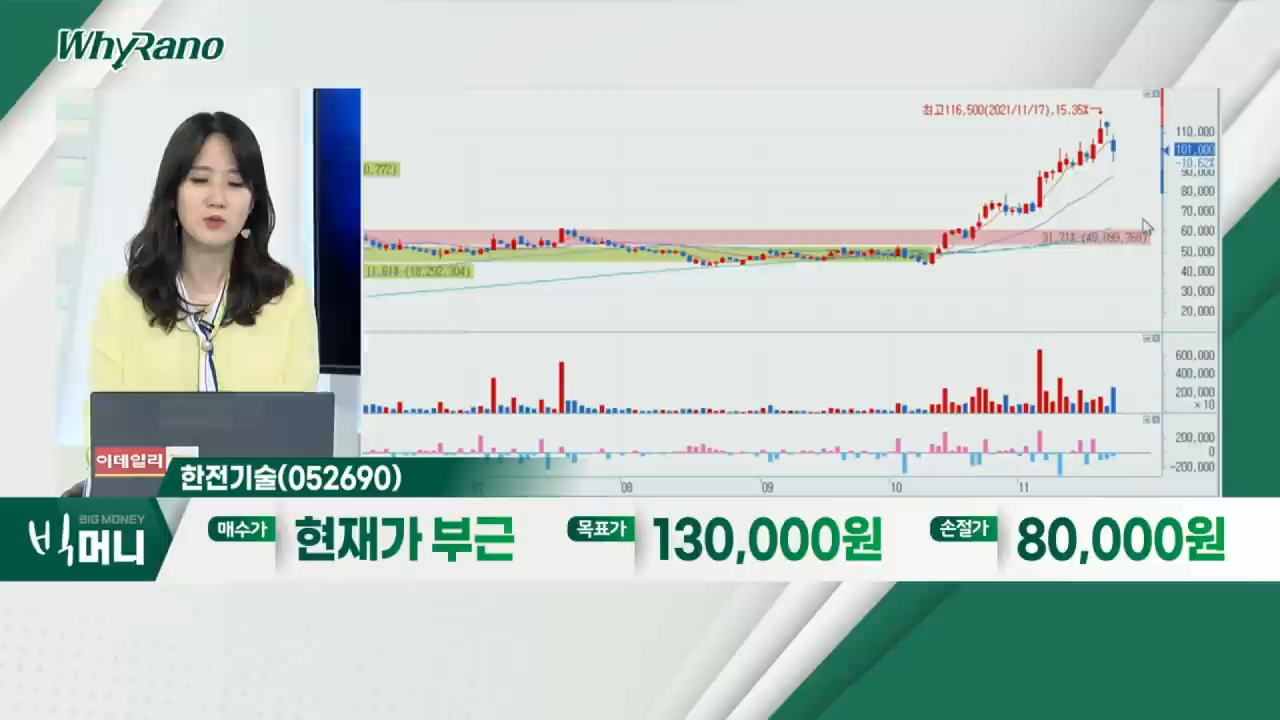 WhyRano
최고116,500(2021/11/17),15.35%→
110,000
101,000
-10.62%
90,000
80,000
70,000
60,000
50,000
40,000
30,000
20,000
0.772)
31.71% (49,089,768)
11.81% (18,292,304)
600,000
400,000
200,000
×10
200,000
0
-200,000
07
08
09
10
11
이데일리
한전기술(052690)
BIG MONEY
빅머니
매수가
현재가 부근
목표가
130,000원
손절가
80,000원